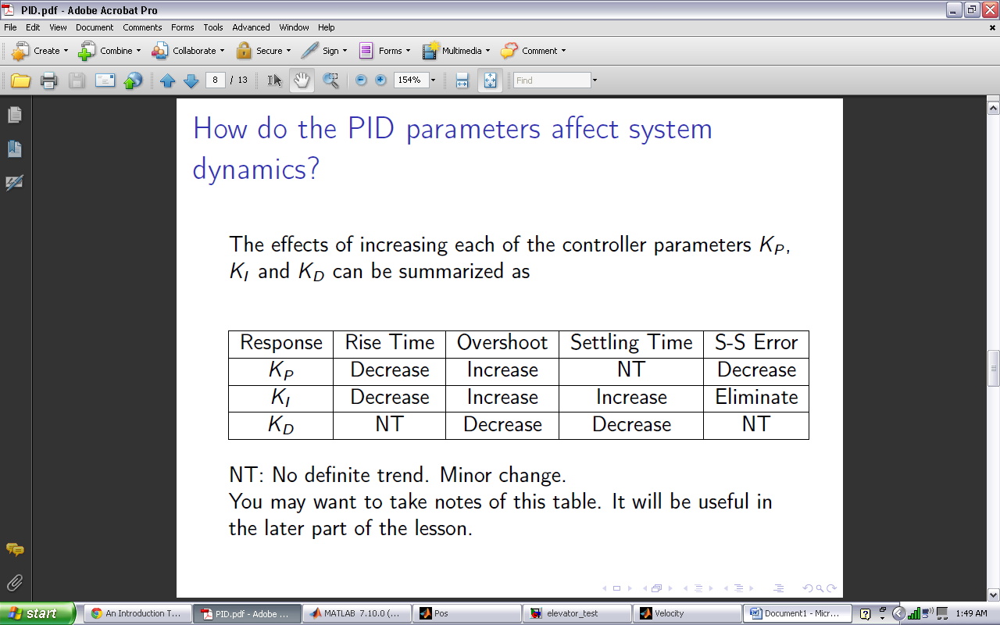 PID.pdf - Adobe Acrobat Pro
File Edit View Document Comments Forms Tools Advanced Window Help
Create Combine Collaborate Secure Sign Forms Multimedia Comment
8 / 13 154% Find
How do the PID parameters affect system
dynamics?
The effects of increasing each of the controller parameters K_P,
K_I and K_D can be summarized as
Response Rise Time Overshoot Settling Time S-S Error
K_P Decrease Increase NT Decrease
K_I Decrease Increase Increase Eliminate
K_D NT Decrease Decrease NT
NT: No definite trend. Minor change.
You may want to take notes of this table. It will be useful in
the later part of the lesson.
start An Introduction T... PID.pdf - Adobe ... MATLAB 7.10.0 (... Pos elevator_test Velocity Document1 - Micr... 1:49 AM